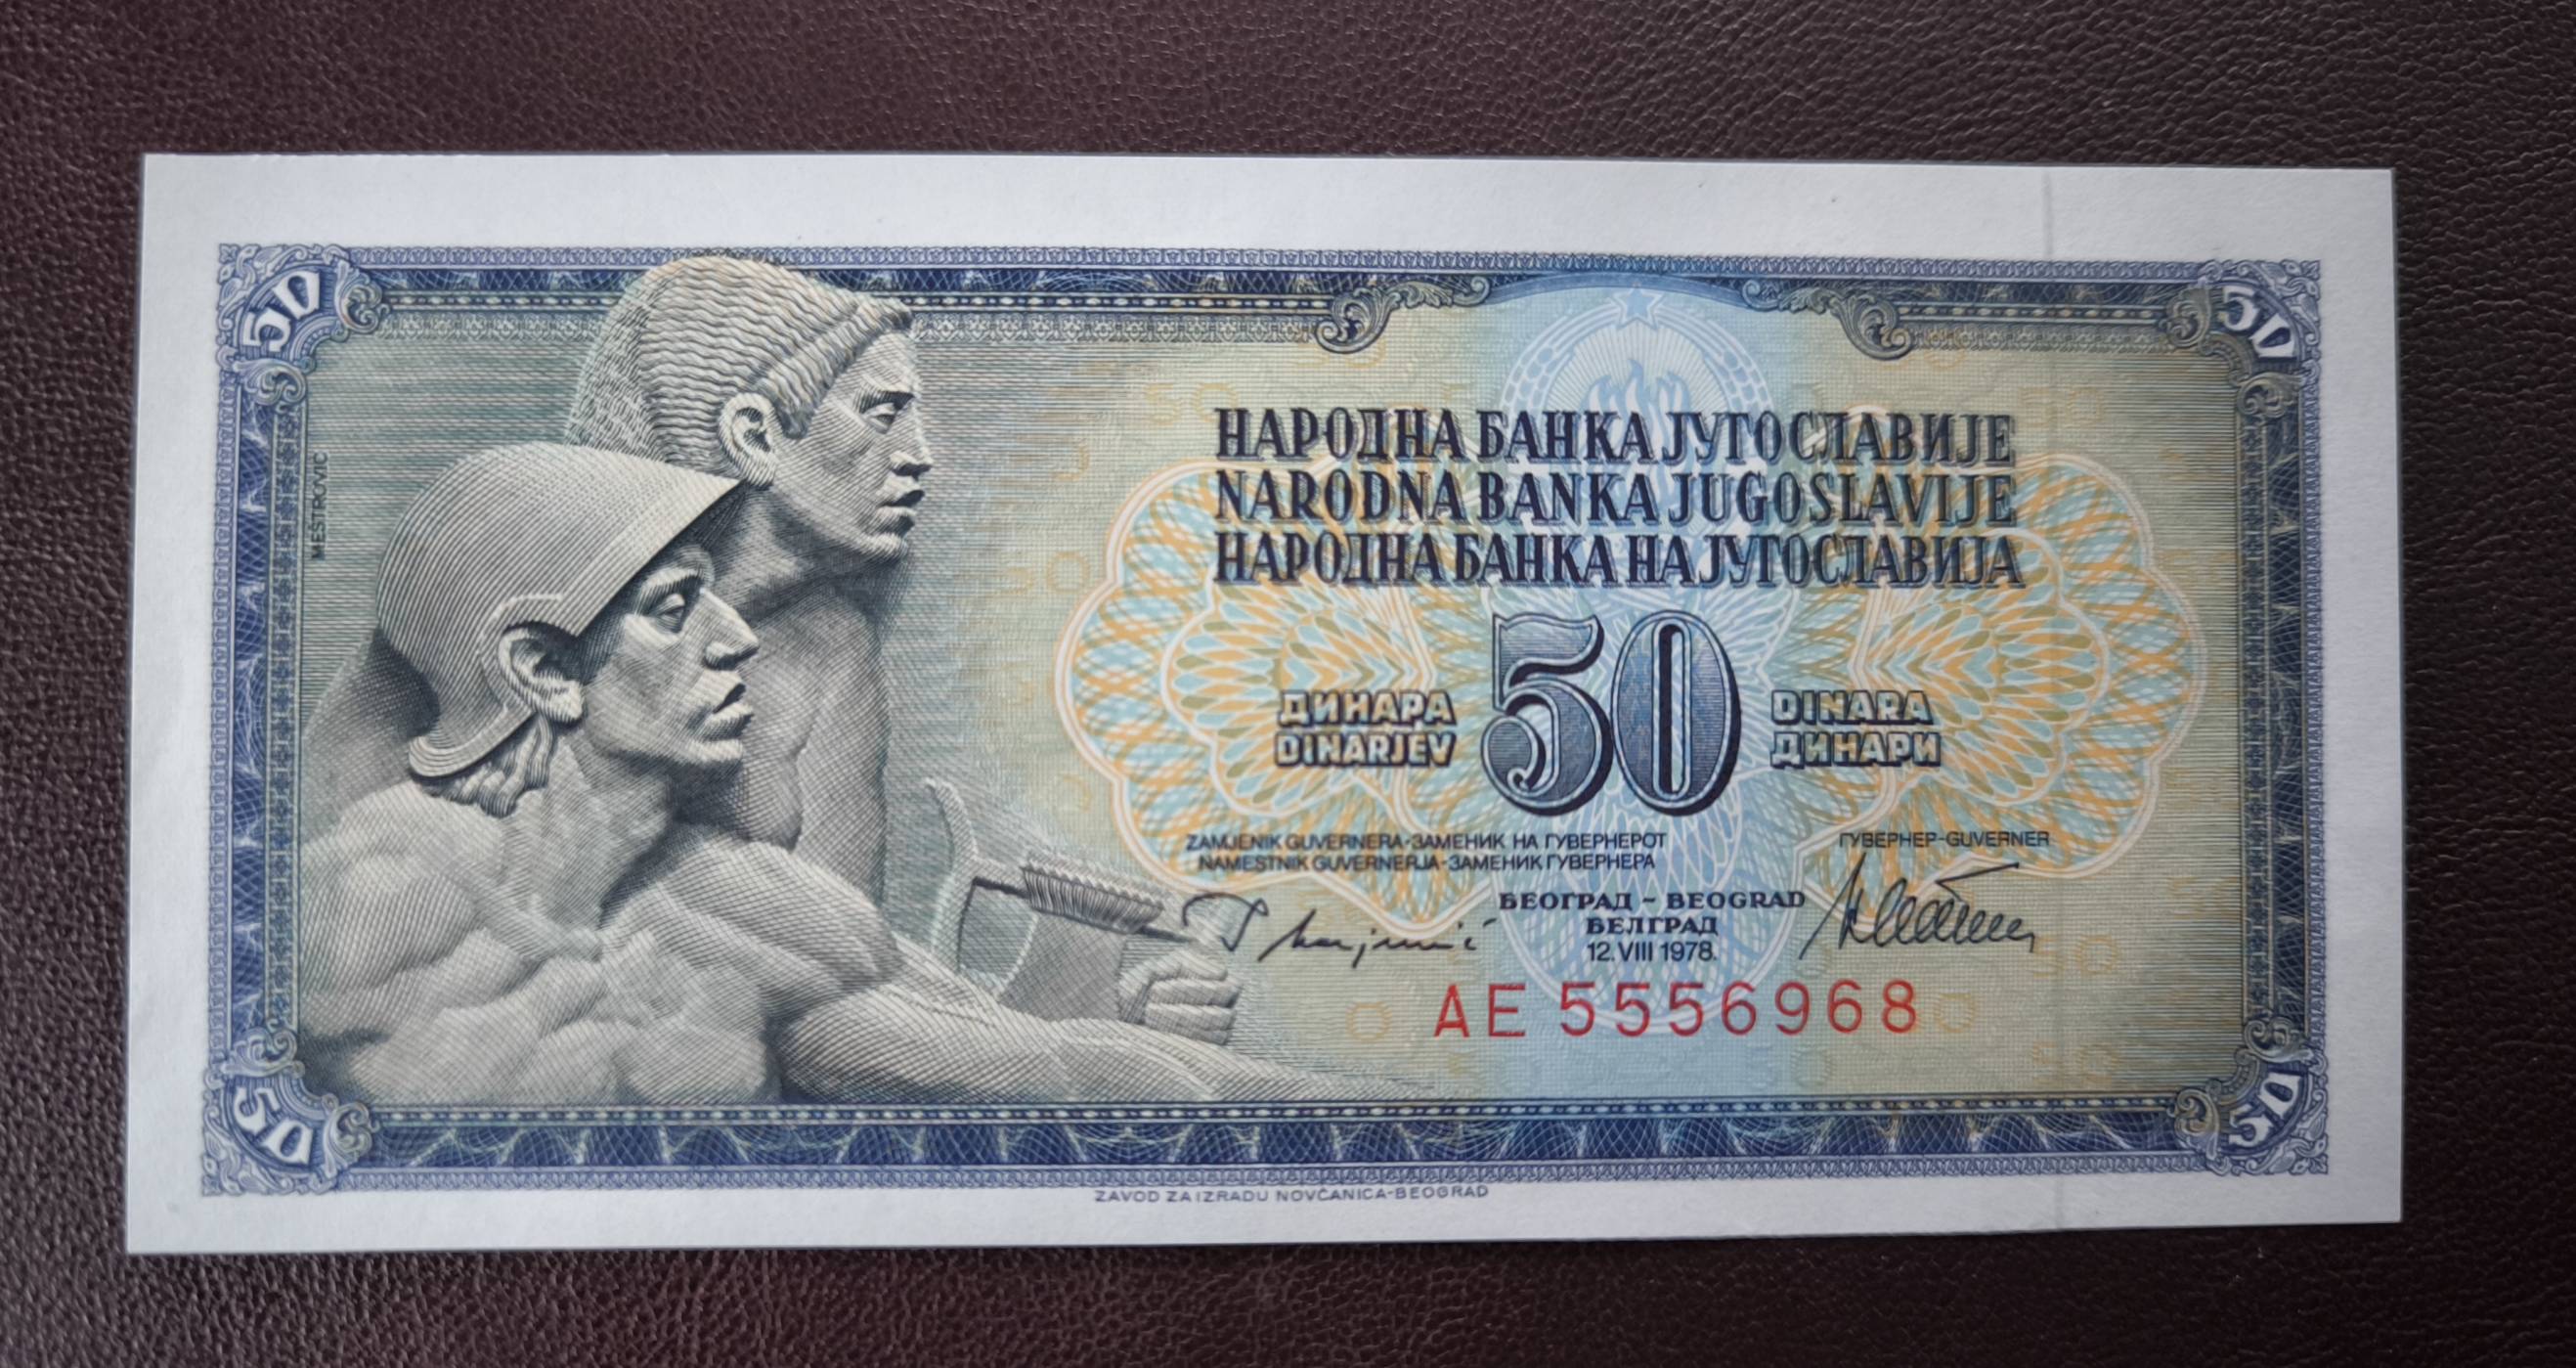 50
50
MEŠTROVIĆ
НАРОДНА БАНКА ЈУГОСЛАВИЈЕ
NARODNA BANKA JUGOSLAVIJE
НАРОДНА БАНКА НА ЈУГОСЛАВИЈА
ДИНАРА 50 DINARA
DINARJEV ДИНАРИ
ZAMJENIK GUVERNERA-ЗАМЕНИК НА ГУВЕРНЕРОТ
NAMESTNIK GUVERNERJA-ЗАМЕНИК ГУВЕРНЕРА
ГУВЕРНЕР-GUVERNER
БЕОГРАД - BEOGRAD
БЕЛГРАД
12. VIII 1978.
AE 5556968
50
50
ZAVOD ZA IZRADU NOVČANICA-BEOGRAD